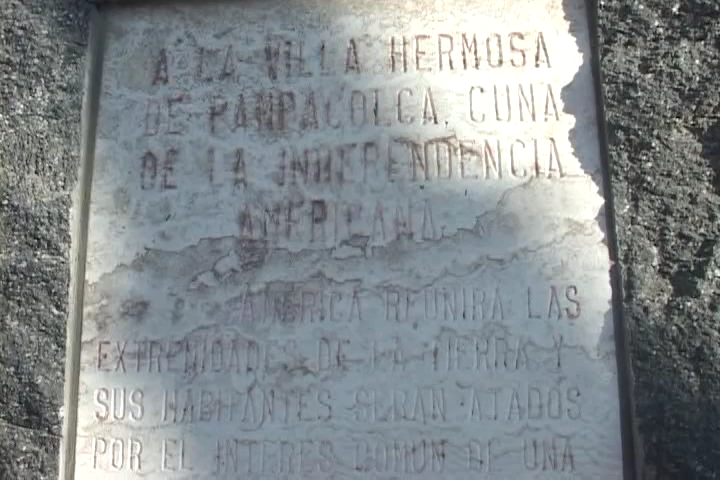 A LA VILLA HERMOSA
DE PAMPACOLCA, CUNA
DE LA INDEPENDENCIA
AMERICANA
AMERICA REUNIRA LAS
EXTREMIDADES DE LA TIERRA Y
SUS HABITANTES SERAN ATADOS
POR EL INTERES COMUN DE UNA